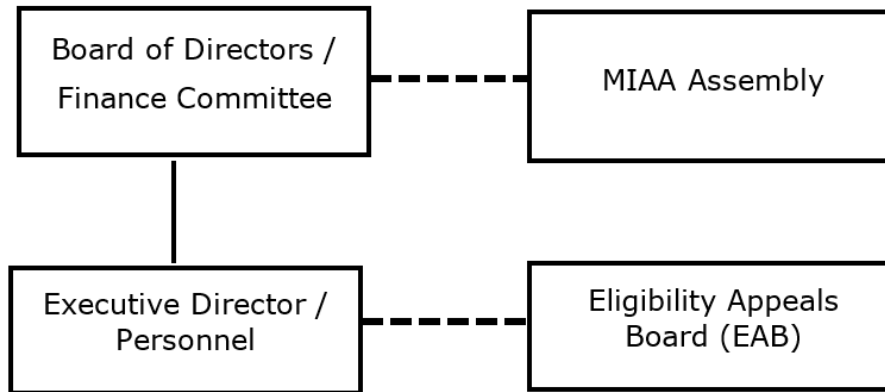 Board of Directors /
Finance Committee
MIAA Assembly
Executive Director /
Personnel
Eligibility Appeals
Board (EAB)